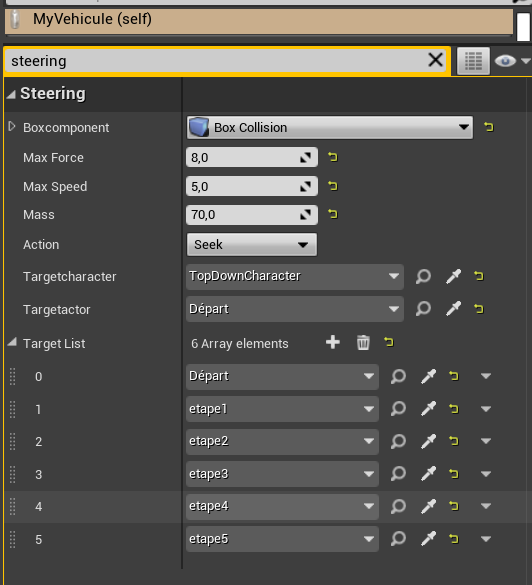 MyVehicule (self)
steering
Steering
Boxcomponent Box Collision
Max Force 8,0
Max Speed 5,0
Mass 70,0
Action Seek
Targetcharacter TopDownCharacter
Targetactor Départ
Target List 6 Array elements
0 Départ
1 etape1
2 etape2
3 etape3
4 etape4
5 etape5